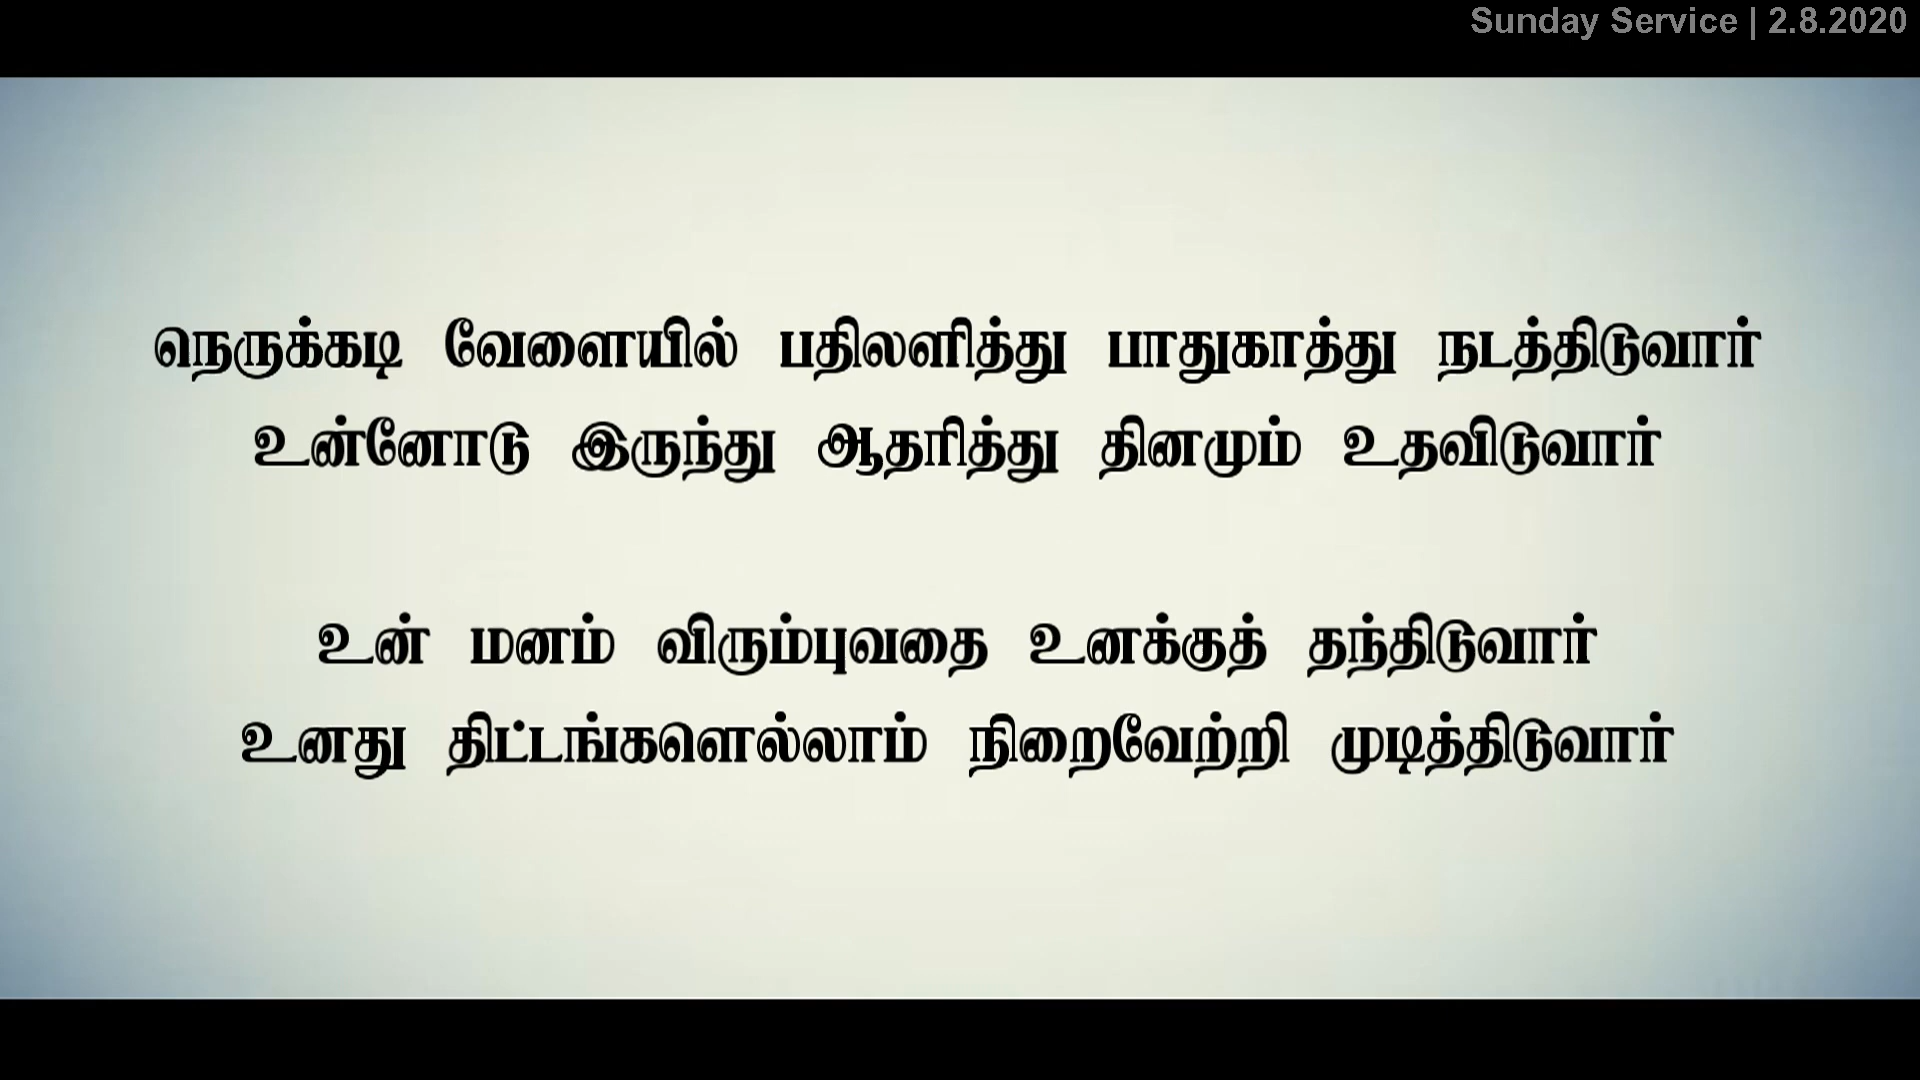 Sunday Service | 2.8.2020
நெருக்கடி வேளையில் பதிலளித்து பாதுகாத்து நடத்திடுவார்
உன்னோடு இருந்து ஆதரித்து தினமும் உதவிடுவார்
உன் மனம் விரும்புவதை உனக்குத் தந்திடுவார்
உனது திட்டங்களெல்லாம் நிறைவேற்றி முடித்திடுவார்